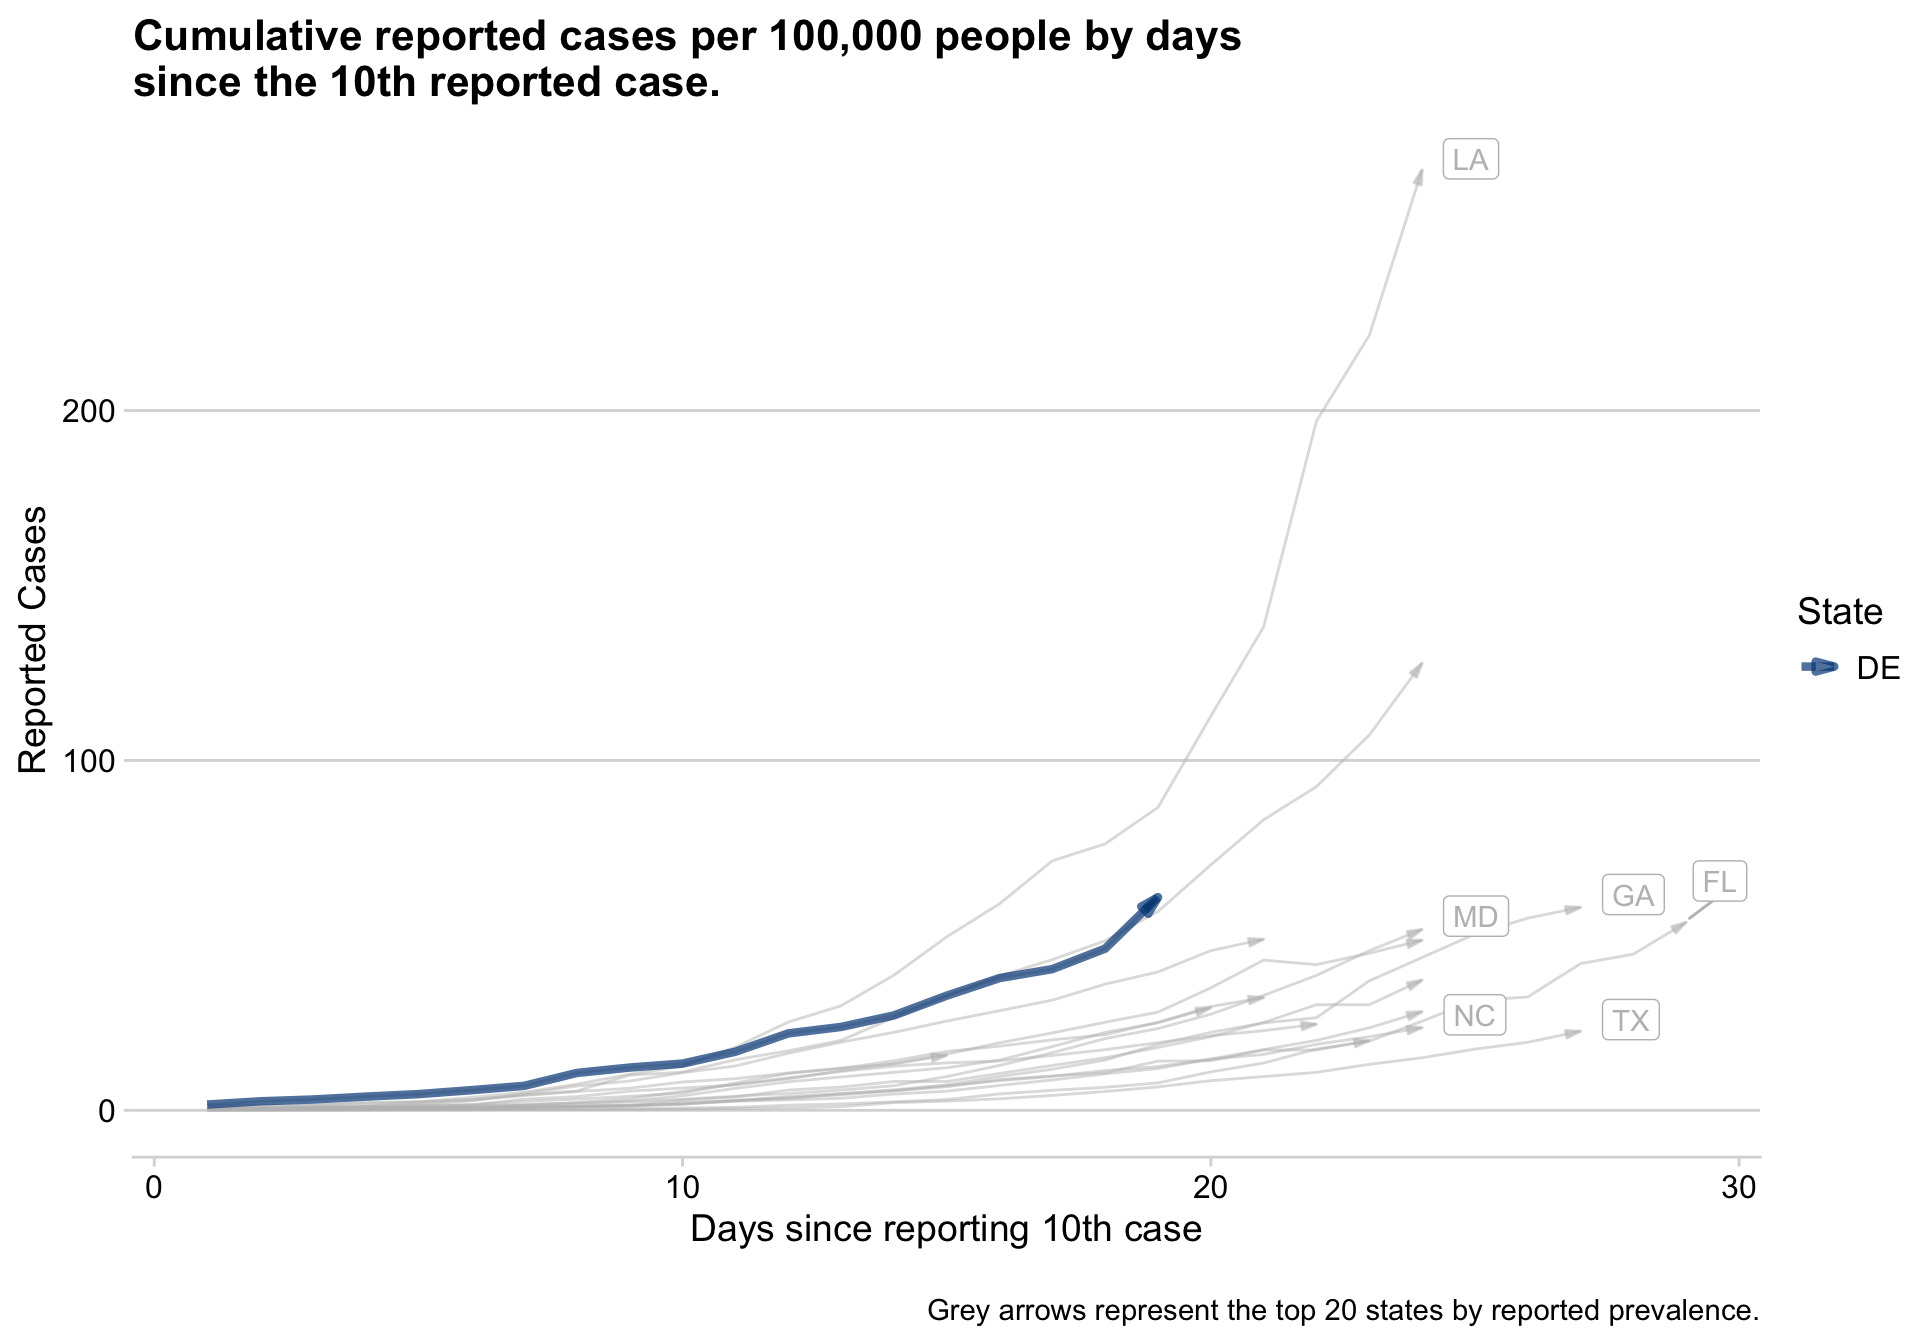 Cumulative reported cases per 100,000 people by days
since the 10th reported case.
LA
200
Reported Cases
State
DE
100
FL
GA
MD
NC
TX
0
0 10 20 30
Days since reporting 10th case
Grey arrows represent the top 20 states by reported prevalence.